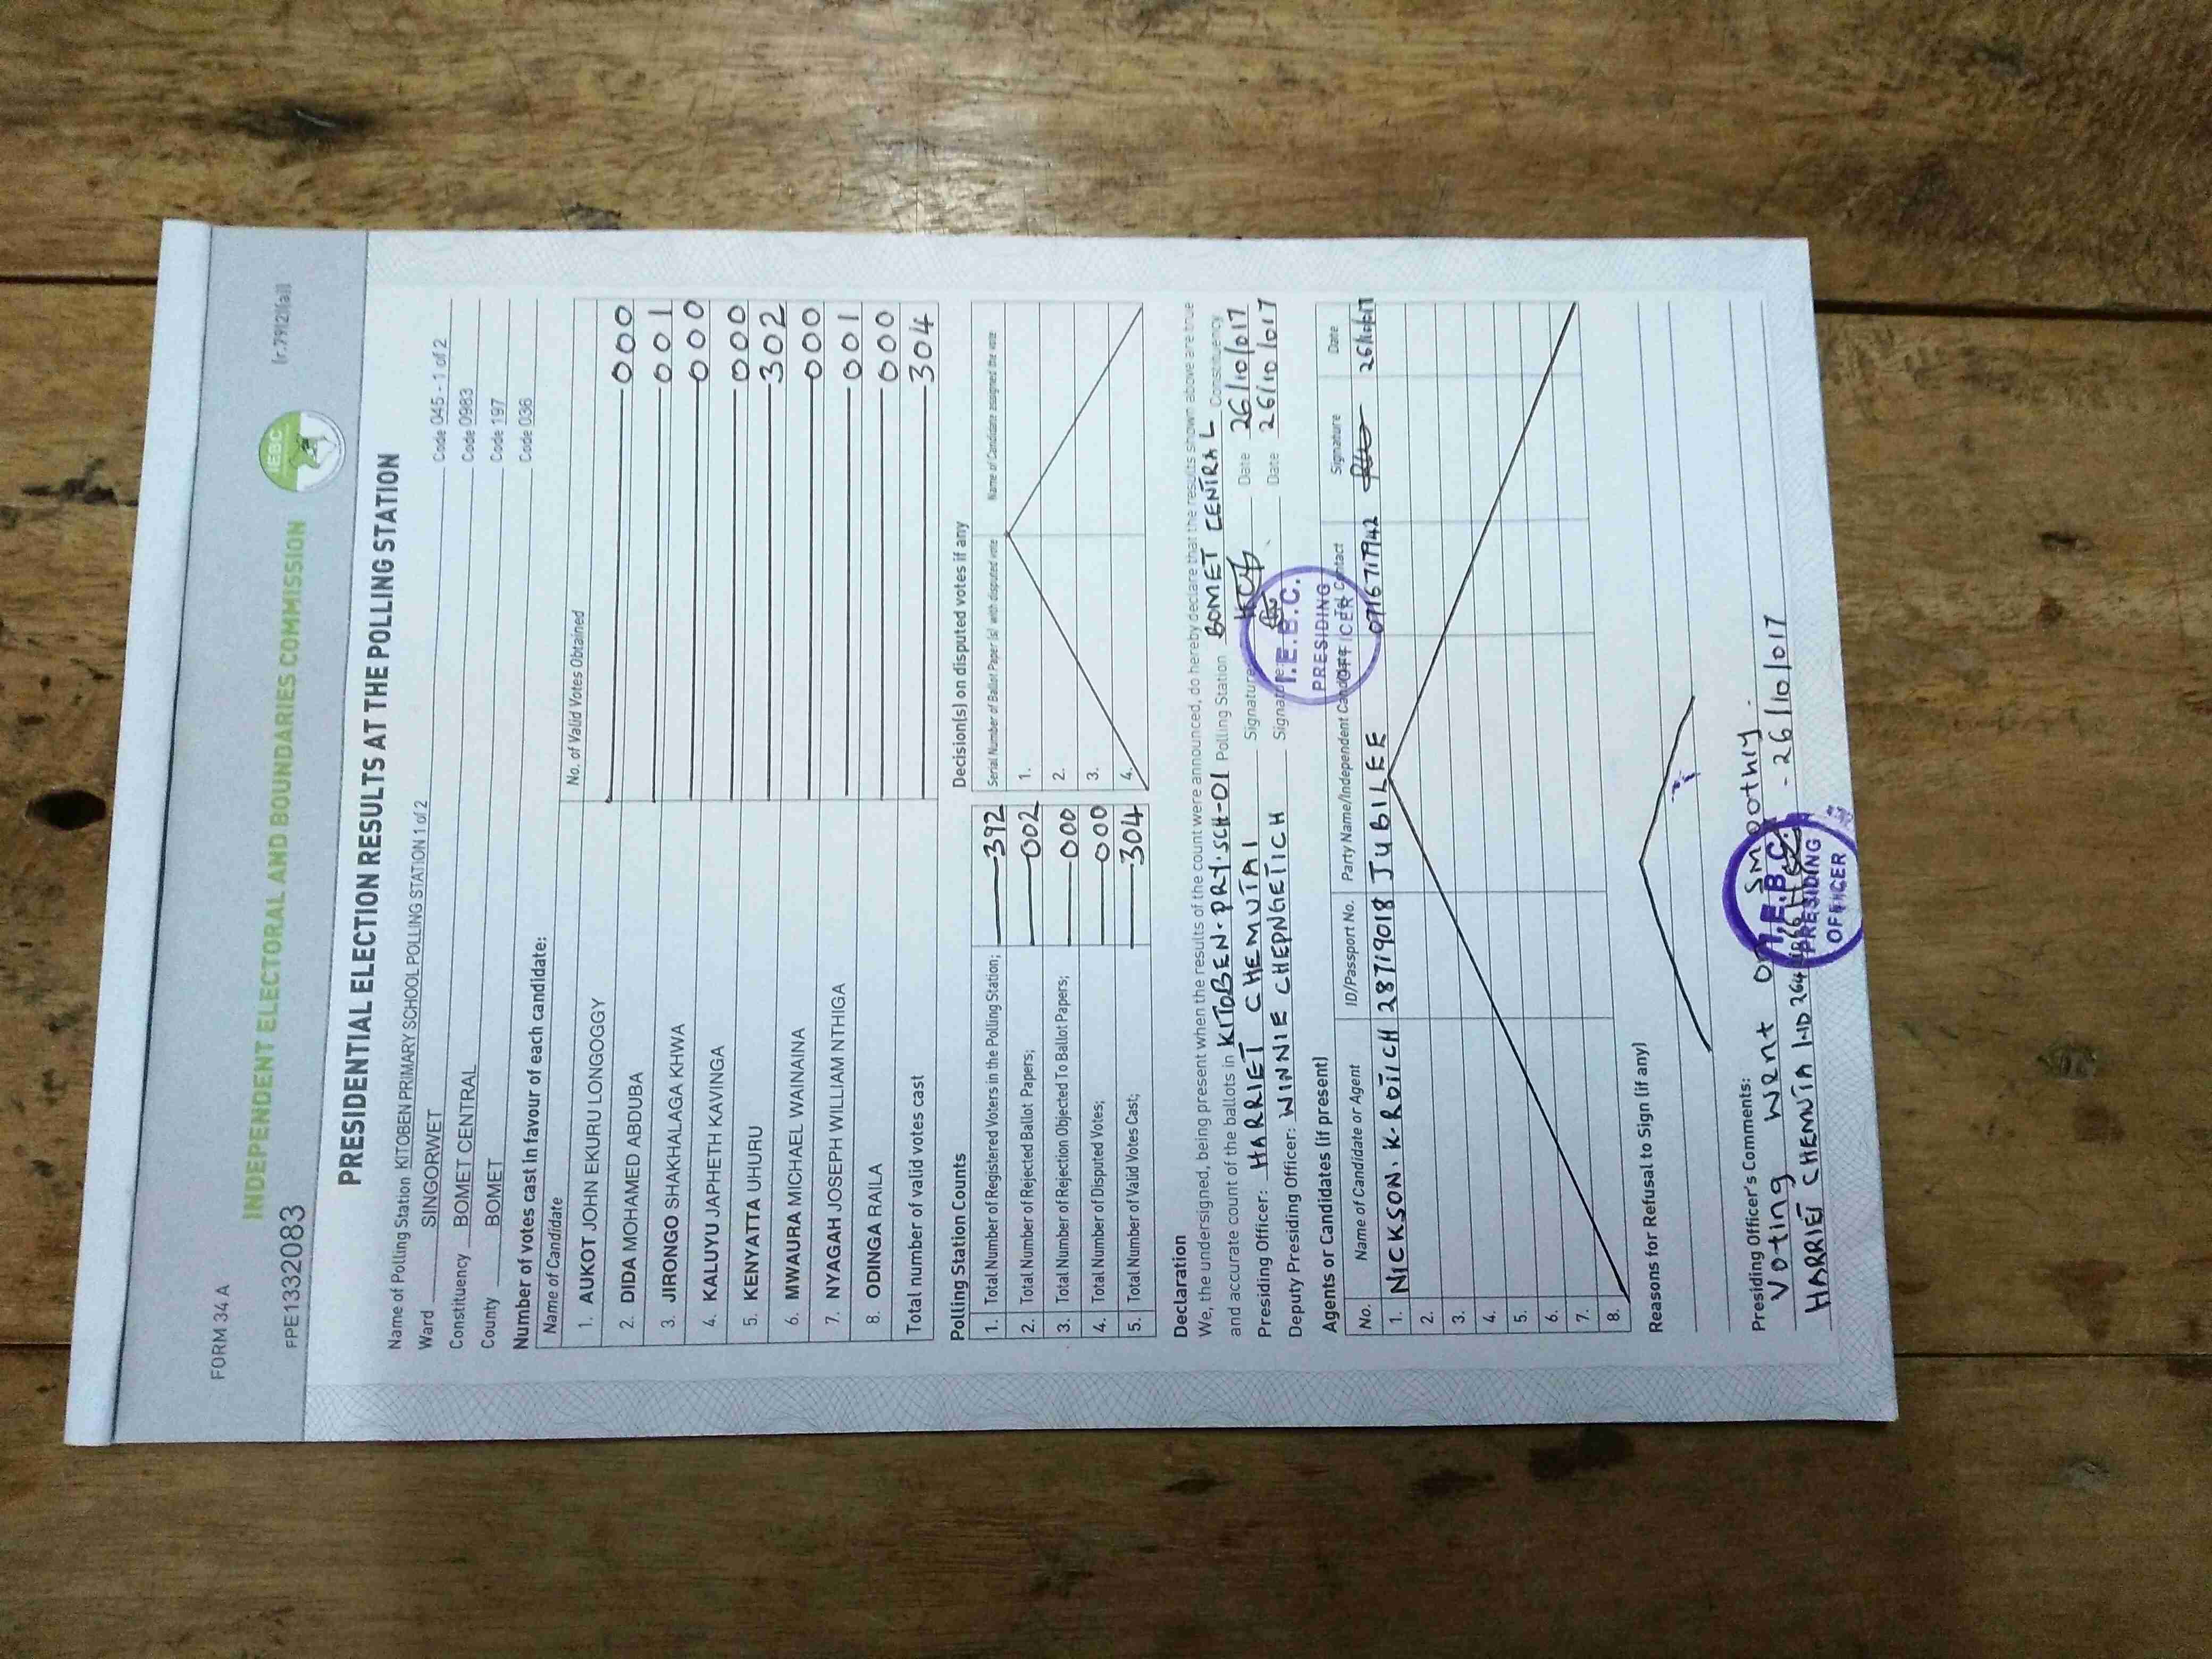 FORM 34 A
(r.79)2)(a))
INDEPENDENT ELECTORAL AND BOUNDARIES COMMISSION
IEBC
FPE1332083
PRESIDENTIAL ELECTION RESULTS AT THE POLLING STATION
Name of Polling Station KITOBEN PRIMARY SCHOOL POLLING STATION 1 of 2 Code 045 - 1 of 2
Ward SINGORWET Code 0983
Constituency BOMET CENTRAL Code 197
County BOMET Code 036
Number of votes cast in favour of each candidate:
Name of Candidate No. of Valid Votes Obtained
1. AUKOT JOHN EKURU LONGOGGY 000
2. DIDA MOHAMED ABDUBA 001
3. JIRONGO SHAKHALAGA KHWA 000
4. KALUYU JAPHETH KAVINGA 000
5. KENYATTA UHURU 302
6. MWAURA MICHAEL WAINAINA 000
7. NYAGAH JOSEPH WILLIAM NTHIGA 001
8. ODINGA RAILA 000
Total number of valid votes cast 304
Polling Station Counts
1. Total Number of Registered Voters in the Polling Station; 392
2. Total Number of Rejected Ballot Papers; 002
3. Total Number of Rejection Objected To Ballot Papers; 000
4. Total Number of Disputed Votes; 000
5. Total Number of Valid Votes Cast; 304
Decision(s) on disputed votes if any
Serial Number of Ballot Paper (s) with disputed vote Name of Candidate assigned the vote
1.
2.
3.
4.
Declaration
We, the undersigned, being present when the results of the count were announced, do hereby declare that the results shown above are true
and accurate count of the ballots in KITOBEN PRY.SCH-01 Polling Station BOMET CENTRAL Constituency
Presiding Officer: HARRIET CHEMUTAI Signature Date 26/10/017
Deputy Presiding Officer: WINNIE CHEPNGETICH Signature: Date 26/10/017
I.E.B.C.
PRESIDING
OFFICER
Agents or Candidates (if present)
No. Name of Candidate or Agent ID/Passport No. Party Name/Independent Candidate Contact Signature Date
1. NICKSON. K. ROTICH 28719018 JUBILEE 0716717942 26/10/017
2.
3.
4.
5.
6.
7.
8.
Reasons for Refusal to Sign (if any)
Presiding Officer's Comments:
Voting went on smoothly.
HARRIET CHEMUTAI - 26/10/017
I.E.B.C.
PRESIDING
OFFICER